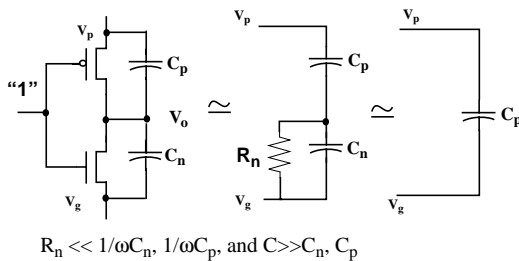 Vp
Cp
“1”
Vo
Cn
Vg
≃
Vp
Cp
Rn
Cn
Vg
≃
Vp
Cp
Vg
Rn << 1/ωCn, 1/ωCp, and C>>Cn, Cp